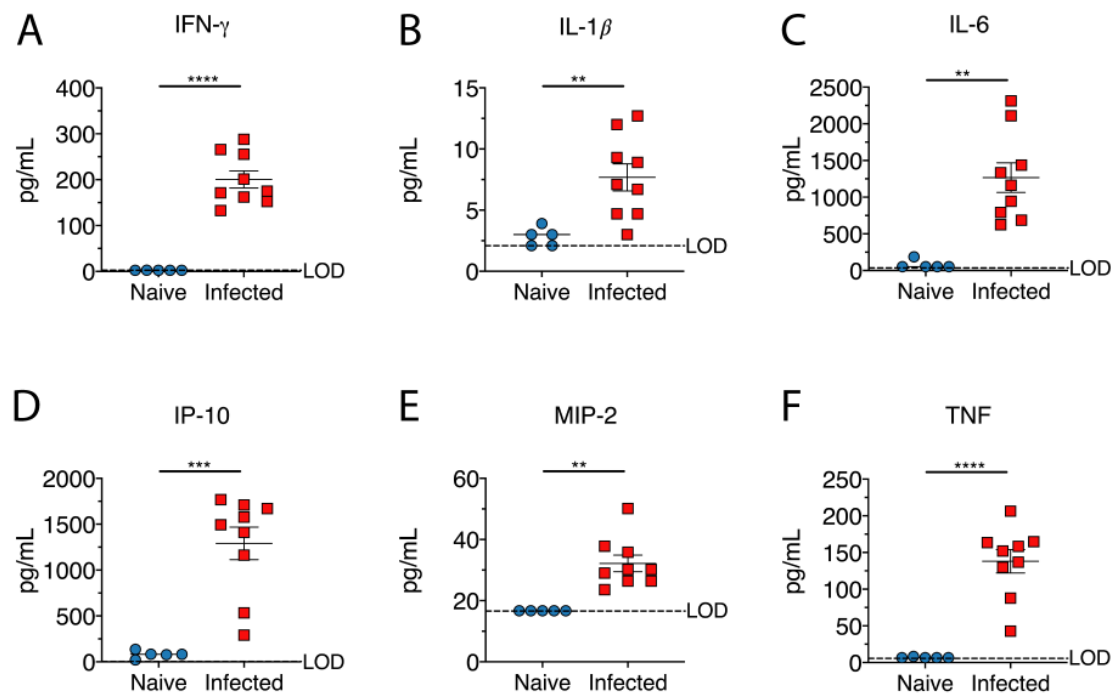 A
IFN-γ
****
400
300
200
100
0
pg/mL
LOD
Naive Infected
B
IL-1β
**
15
10
5
0
pg/mL
LOD
Naive Infected
C
IL-6
**
2500
2000
1500
1000
500
0
pg/mL
LOD
Naive Infected
D
IP-10
***
2000
1500
1000
500
0
pg/mL
LOD
Naive Infected
E
MIP-2
**
60
40
20
0
pg/mL
LOD
Naive Infected
F
TNF
****
250
200
150
100
50
0
pg/mL
LOD
Naive Infected